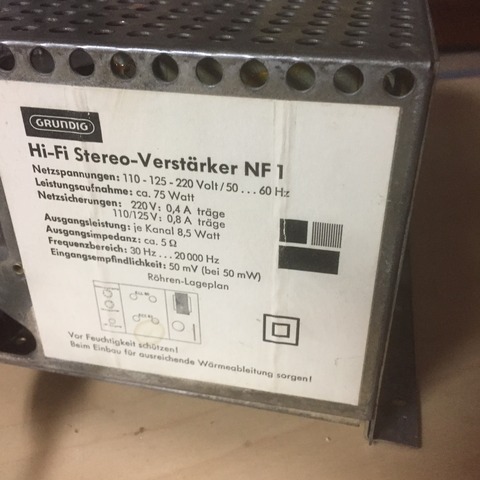 GRUNDIG
Hi-Fi Stereo-Verstärker NF 1
Netzspannungen: 110 - 125 - 220 Volt / 50 ... 60 Hz
Leistungsaufnahme: ca. 75 Watt
Netzsicherungen: 220 V: 0,4 A träge
110/125 V: 0,8 A träge
Ausgangsleistung: je Kanal 8,5 Watt
Ausgangsimpedanz: ca. 5 Ω
Frequenzbereich: 30 Hz ... 20 000 Hz
Eingangsempfindlichkeit: 50 mV (bei 50 mW)
Röhren-Lageplan
Vor Feuchtigkeit schützen!
Beim Einbau für ausreichende Wärmeableitung sorgen!